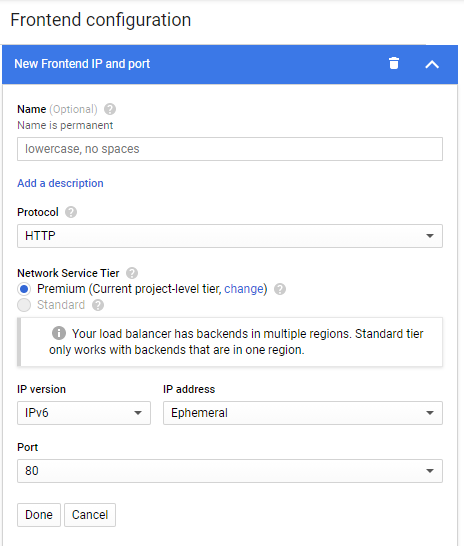 Frontend configuration
New Frontend IP and port
Name (Optional) ?
Name is permanent
lowercase, no spaces
Add a description
Protocol ?
HTTP
Network Service Tier ?
Premium (Current project-level tier, change) ?
Standard ?
Your load balancer has backends in multiple regions. Standard tier
only works with backends that are in one region.
IP version IP address
IPv6 Ephemeral
Port
80
Done Cancel